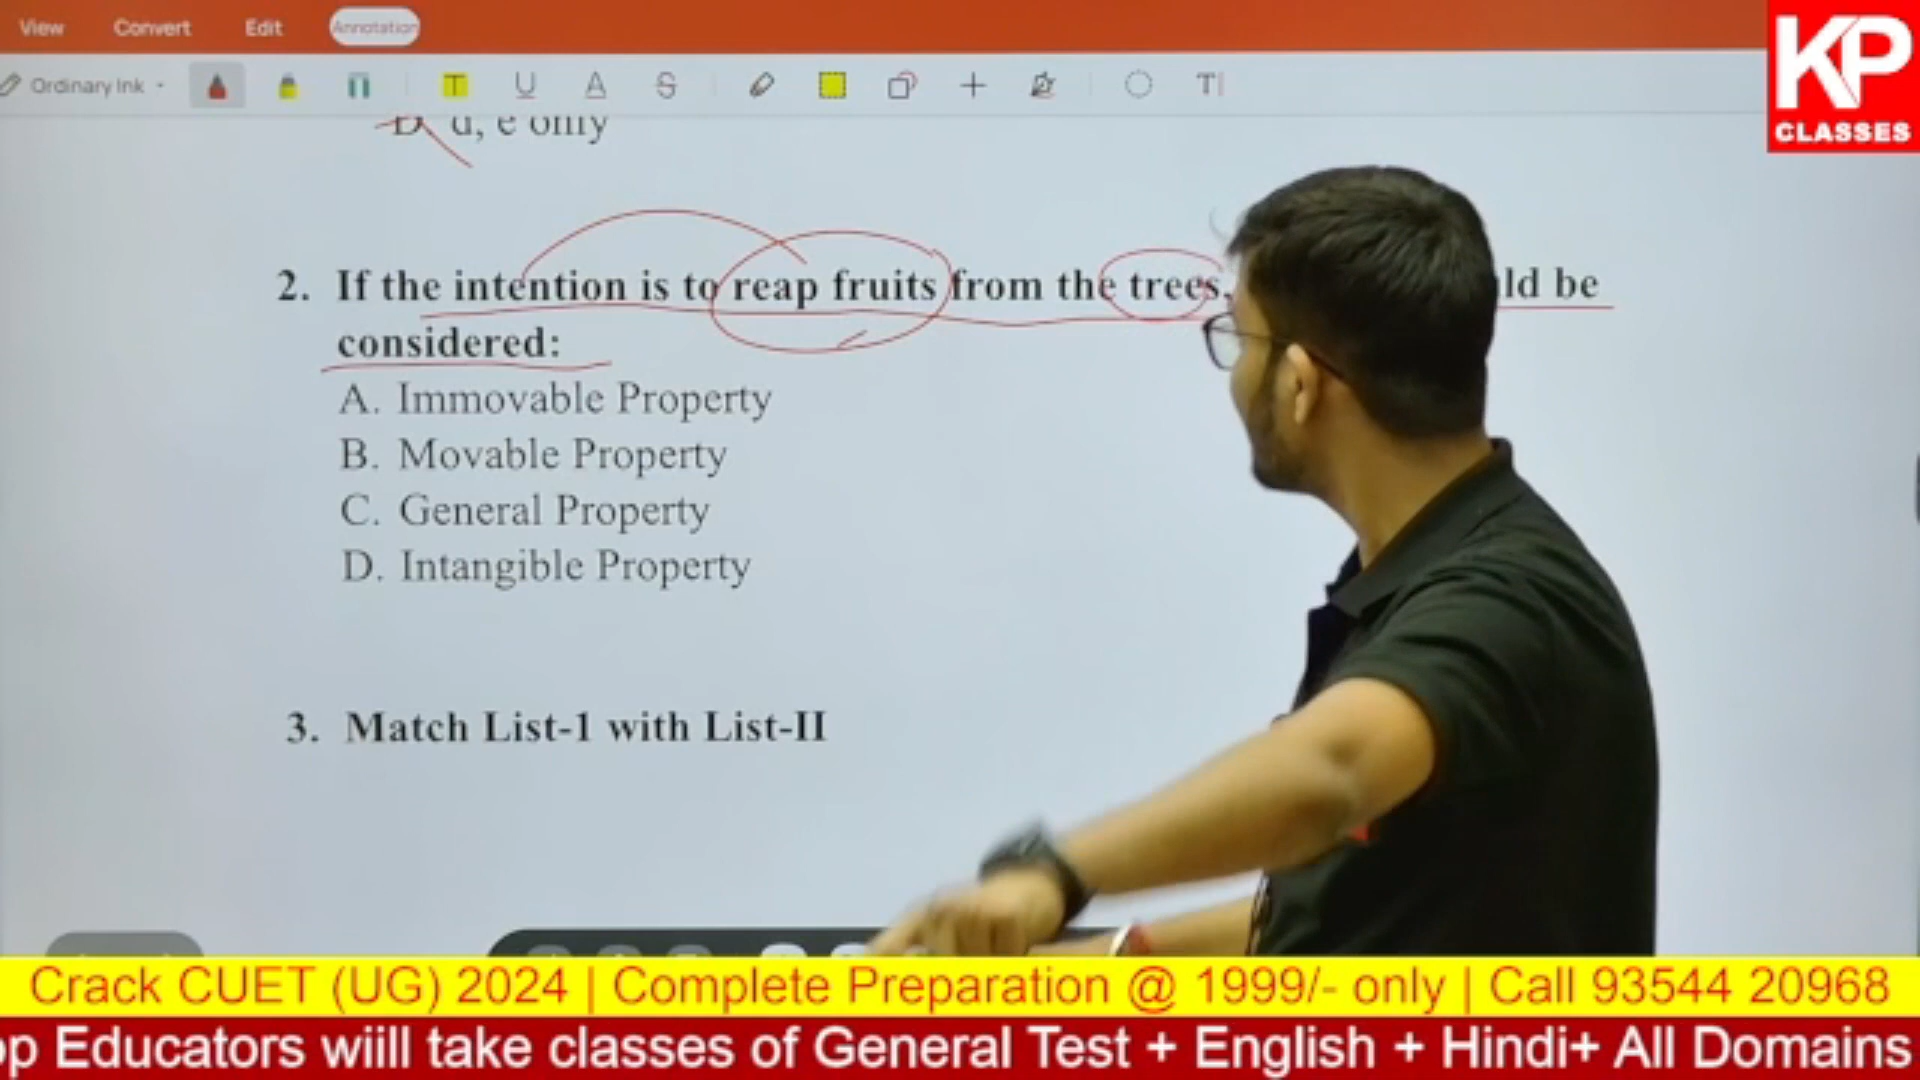 View Convert Edit Annotation
Ordinary Ink
KP
CLASSES
D d, e only
2. If the intention is to reap fruits from the trees, ld be
considered:
A. Immovable Property
B. Movable Property
C. General Property
D. Intangible Property
3. Match List-1 with List-II
Crack CUET (UG) 2024 | Complete Preparation @ 1999/- only | Call 93544 20968
op Educators wiill take classes of General Test + English + Hindi+ All Domains